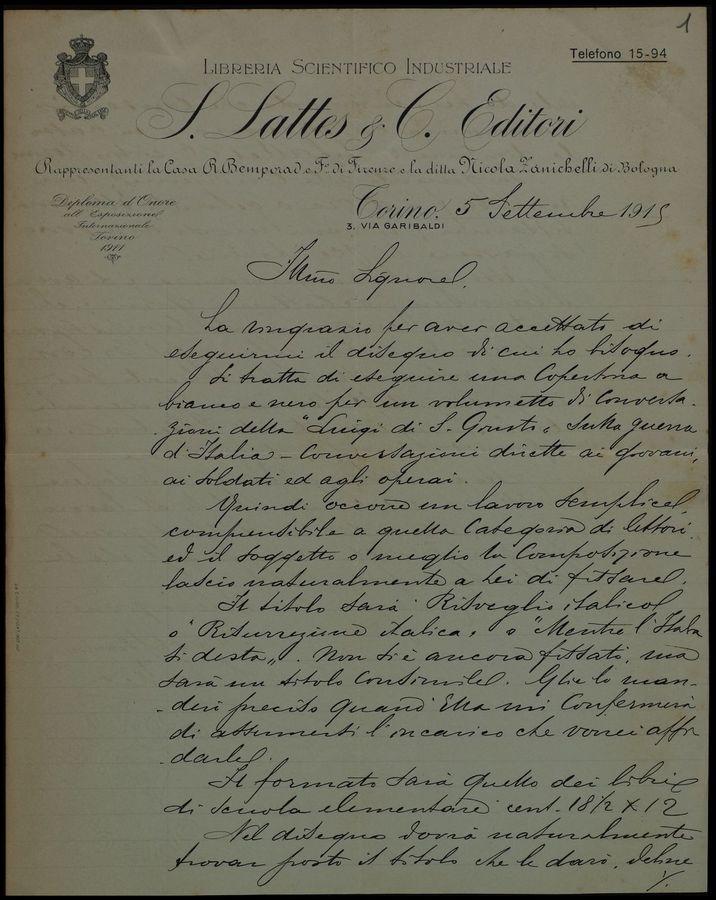 1
Telefono 15-94
LIBRERIA SCIENTIFICO INDUSTRIALE
S. Lattes & C. Editori
Rappresentanti la Casa R. Bemporad e F.º di Firenze e la ditta Nicola Zanichelli di Bologna
Diploma d'Onore
all'Esposizione
Internazionale
Torino
1911
Torino, 5 Settembre 1915
3. VIA GARIBALDI
Illmo Signore,
La ringrazio per aver accettato di
eseguirmi il disegno di cui ho bisogno.
Si tratta di eseguire una Copertina a
bianco e nero per un volumetto di Conversa-
zioni della "Luigi di S. Giusto" sulla guerra
d'Italia - Conversazioni dirette ai giovani,
ai soldati ed agli operai.
Quindi occorre un lavoro semplice,
comprensibile a quella Categoria di lettori
ed il soggetto o meglio la Composizione
lascio naturalmente a Lei di fissare.
Il titolo sarà "Risveglio italico"
o "Risurrezione italica" o "Mentre l'Italia
si desta". Non si è ancora fissato, ma
sarà un titolo consimile. Glie lo man-
derò preciso quand'Ella mi Confermerà
di assumersi l'incarico che vorrei affi-
darle.
Il formato sarà quello dei libri
di scuola elementare cent. 18 1/2 X 12
Nel disegno dovrà naturalmente
trovar posto il titolo che le darò,